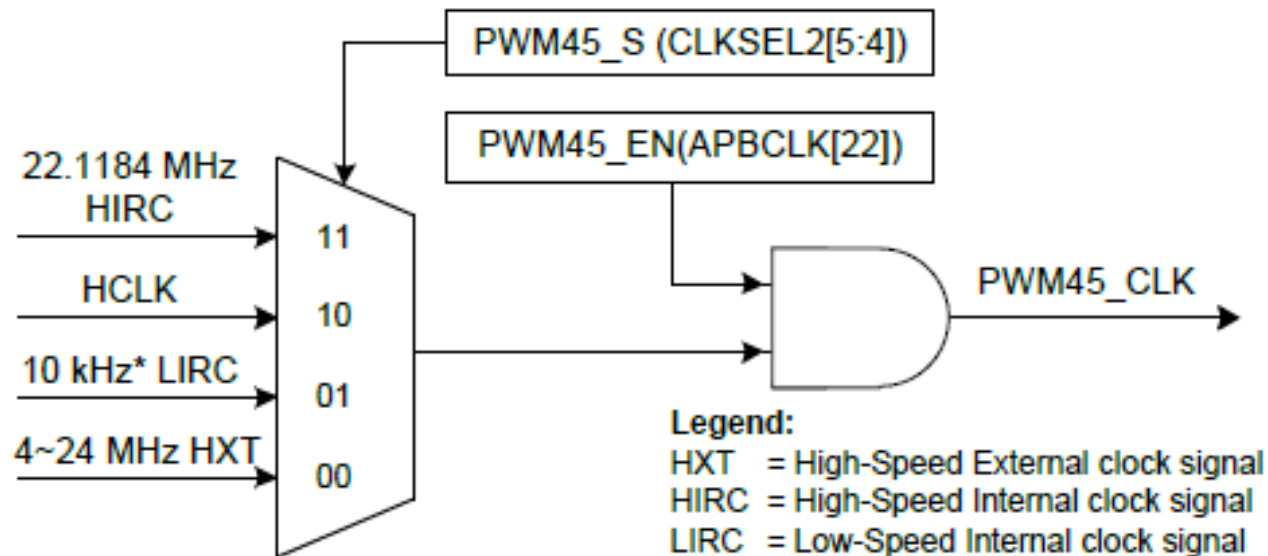 PWM45_S (CLKSEL2[5:4])
PWM45_EN(APBCLK[22])
22.1184 MHz
HIRC
11
HCLK
10
10 kHz* LIRC
01
4~24 MHz HXT
00
PWM45_CLK
Legend:
HXT = High-Speed External clock signal
HIRC = High-Speed Internal clock signal
LIRC = Low-Speed Internal clock signal